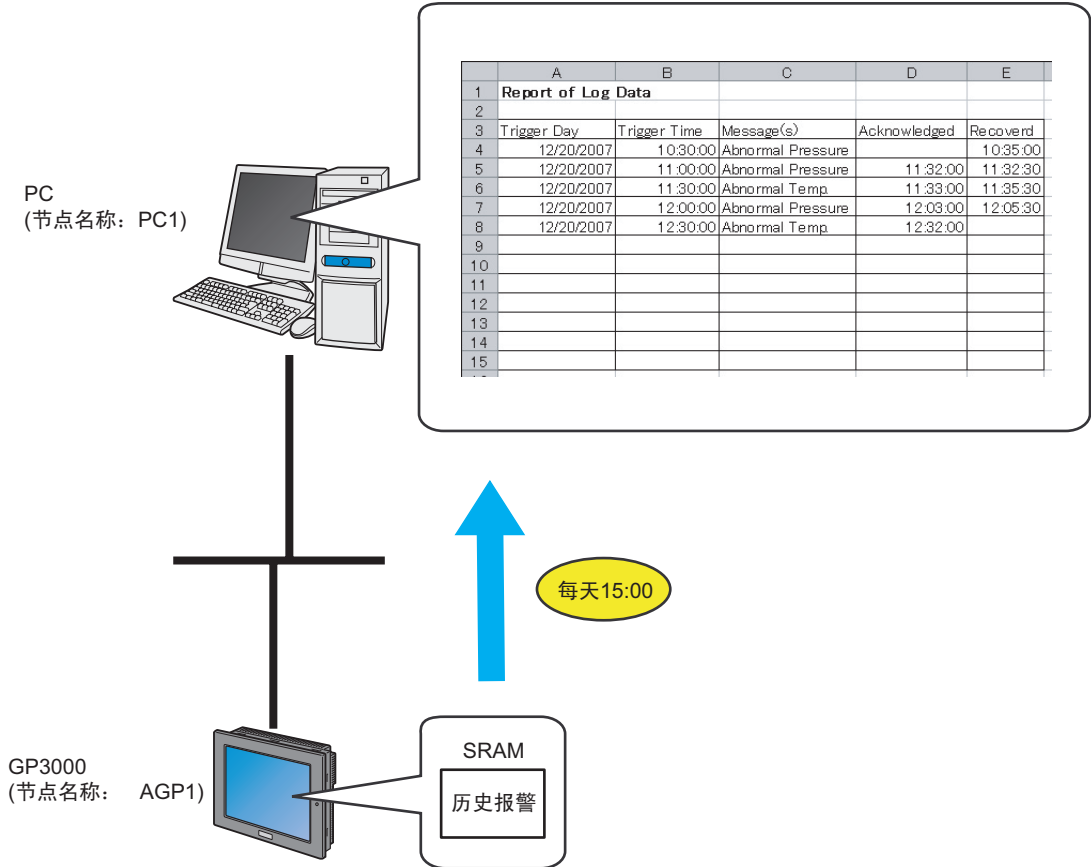 A B C D E
1 Report of Log Data
2
3 Trigger Day Trigger Time Message(s) Acknowledged Recoverd
4 12/20/2007 10:30:00 Abnormal Pressure 10:35:00
5 12/20/2007 11:00:00 Abnormal Pressure 11:32:00 11:32:30
6 12/20/2007 11:30:00 Abnormal Temp. 11:33:00 11:35:30
7 12/20/2007 12:00:00 Abnormal Pressure 12:03:00 12:05:30
8 12/20/2007 12:30:00 Abnormal Temp. 12:32:00
9
10
11
12
13
14
15
PC
(节点名称：PC1)
每天15:00
GP3000
(节点名称： AGP1)
SRAM
历史报警